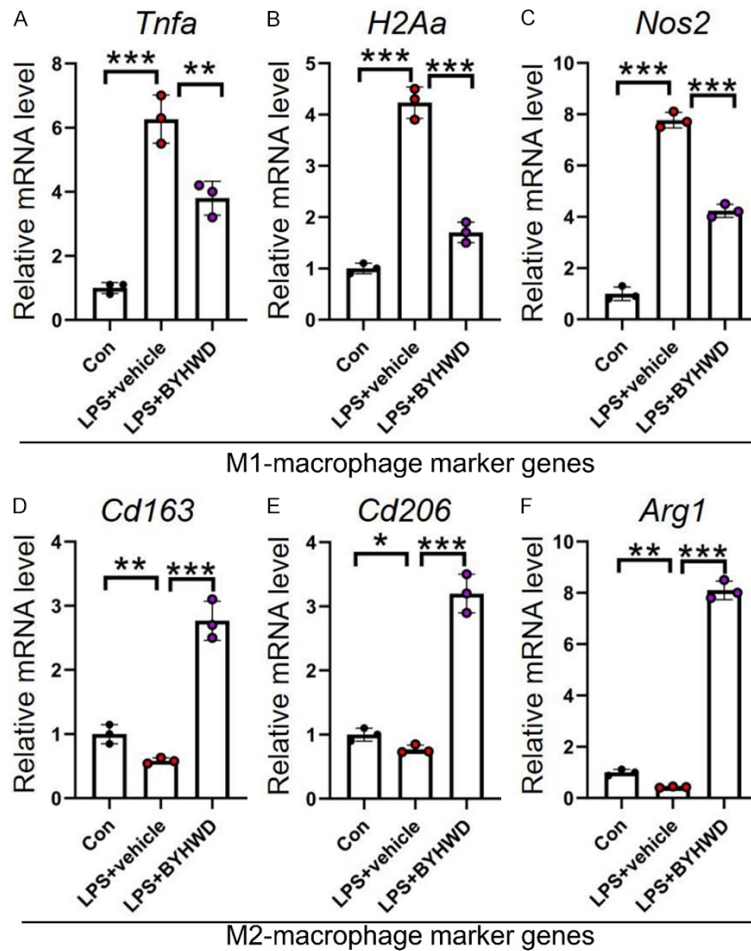 A
Tnfa
Relative mRNA level
8
6
4
2
0
***
**
Con
LPS+vehicle
LPS+BYHWD
B
H2Aa
Relative mRNA level
5
4
3
2
1
0
***
***
Con
LPS+vehicle
LPS+BYHWD
C
Nos2
Relative mRNA level
10
8
6
4
2
0
***
***
Con
LPS+vehicle
LPS+BYHWD
M1-macrophage marker genes
D
Cd163
Relative mRNA level
4
3
2
1
0
**
***
Con
LPS+vehicle
LPS+BYHWD
E
Cd206
Relative mRNA level
4
3
2
1
0
*
***
Con
LPS+vehicle
LPS+BYHWD
F
Arg1
Relative mRNA level
10
8
6
4
2
0
**
***
Con
LPS+vehicle
LPS+BYHWD
M2-macrophage marker genes